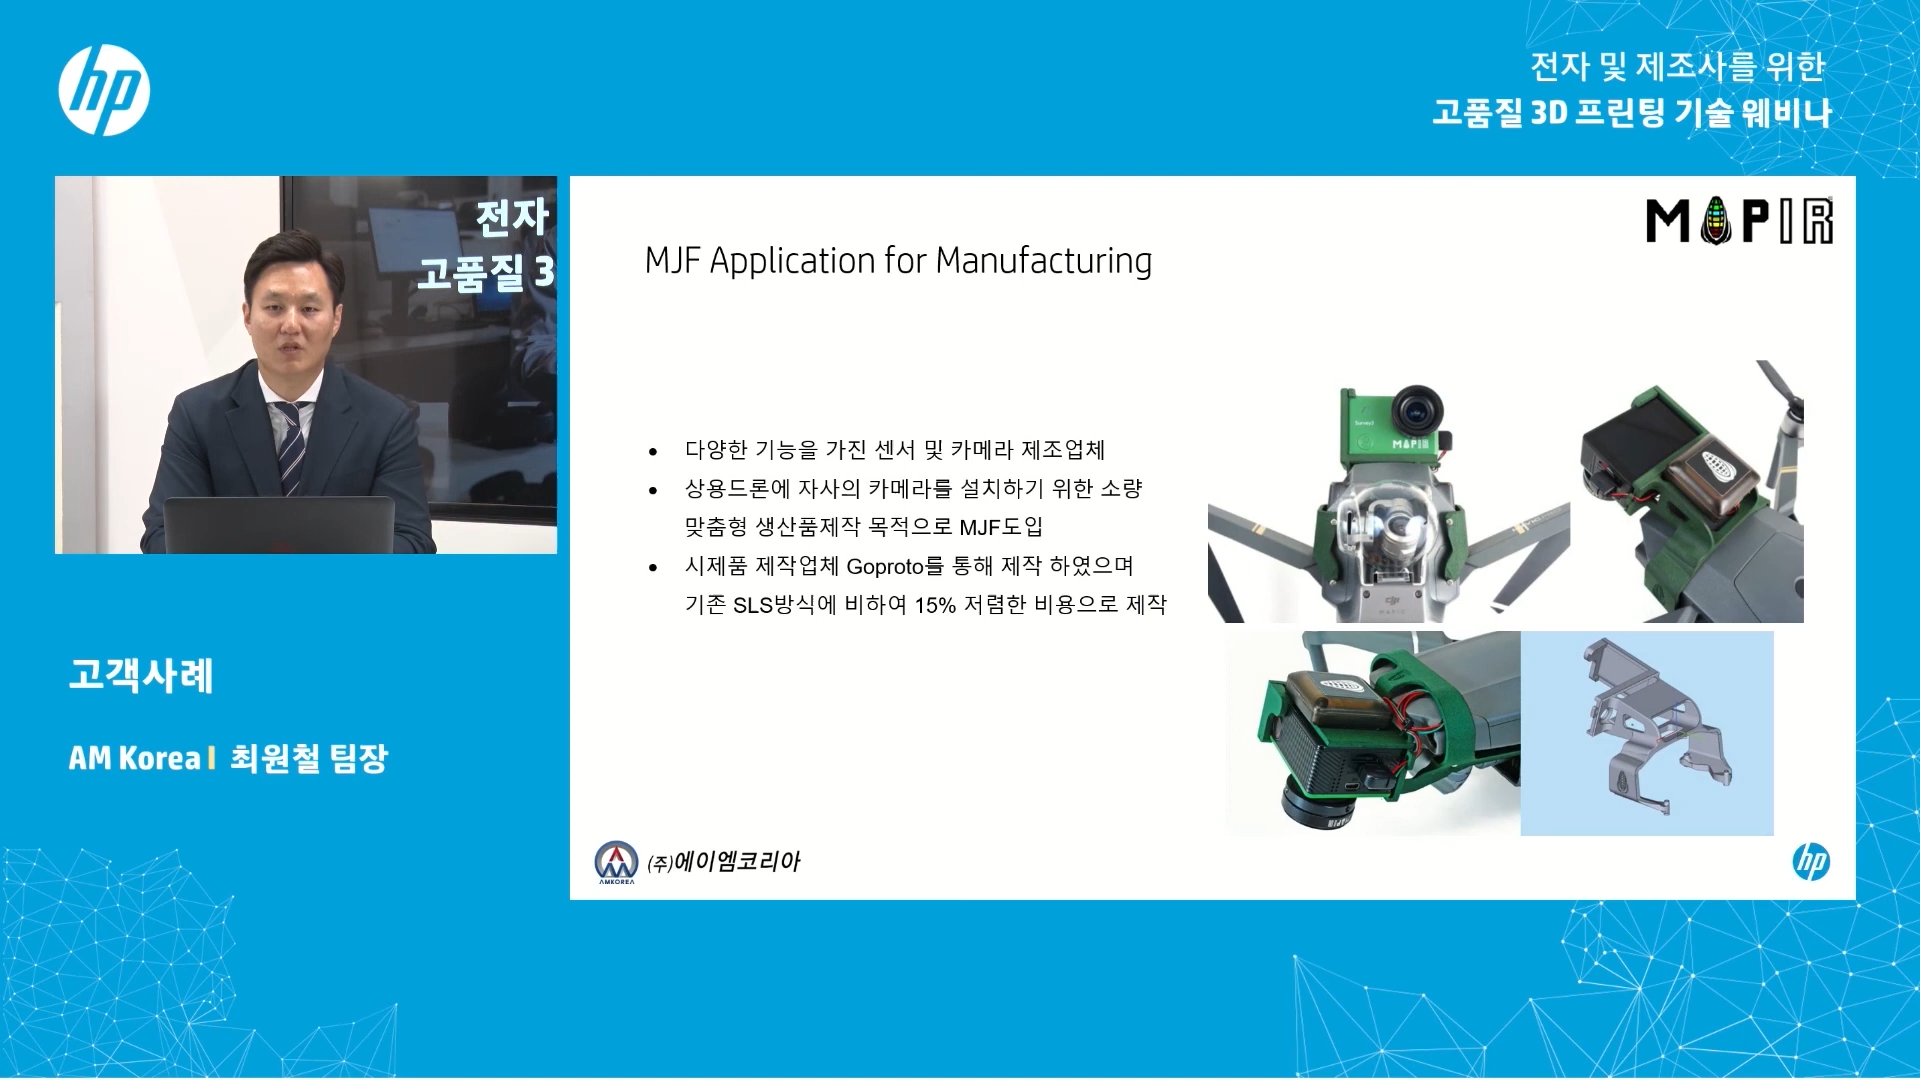 hp
전자 및 제조사를 위한
고품질 3D 프린팅 기술 웨비나
전자
고품질 3
MAPIR
MJF Application for Manufacturing
• 다양한 기능을 가진 센서 및 카메라 제조업체
• 상용드론에 자사의 카메라를 설치하기 위한 소량
맞춤형 생산품제작 목적으로 MJF도입
• 시제품 제작업체 Goproto를 통해 제작 하였으며
기존 SLS방식에 비하여 15% 저렴한 비용으로 제작
Survey3
MAPIR
dji
MAPIR
고객사례
AM Korea I 최원철 팀장
AMKOREA
(주)에이엠코리아
hp